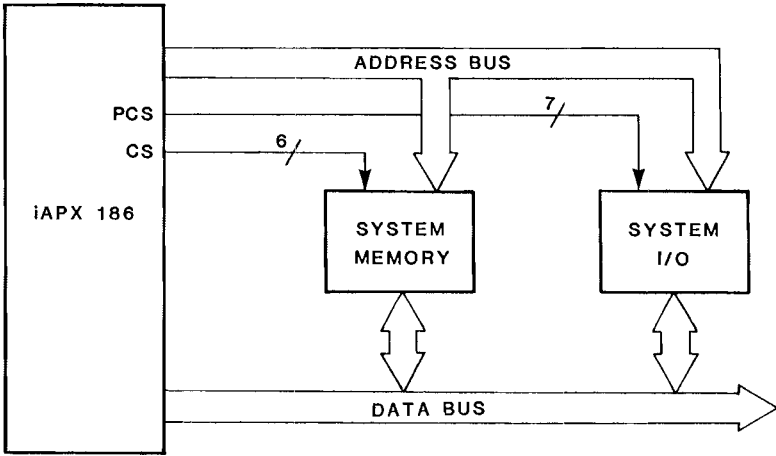 ADDRESS BUS
PCS
7
CS
6
iAPX 186
SYSTEM
MEMORY
SYSTEM
I/O
DATA BUS